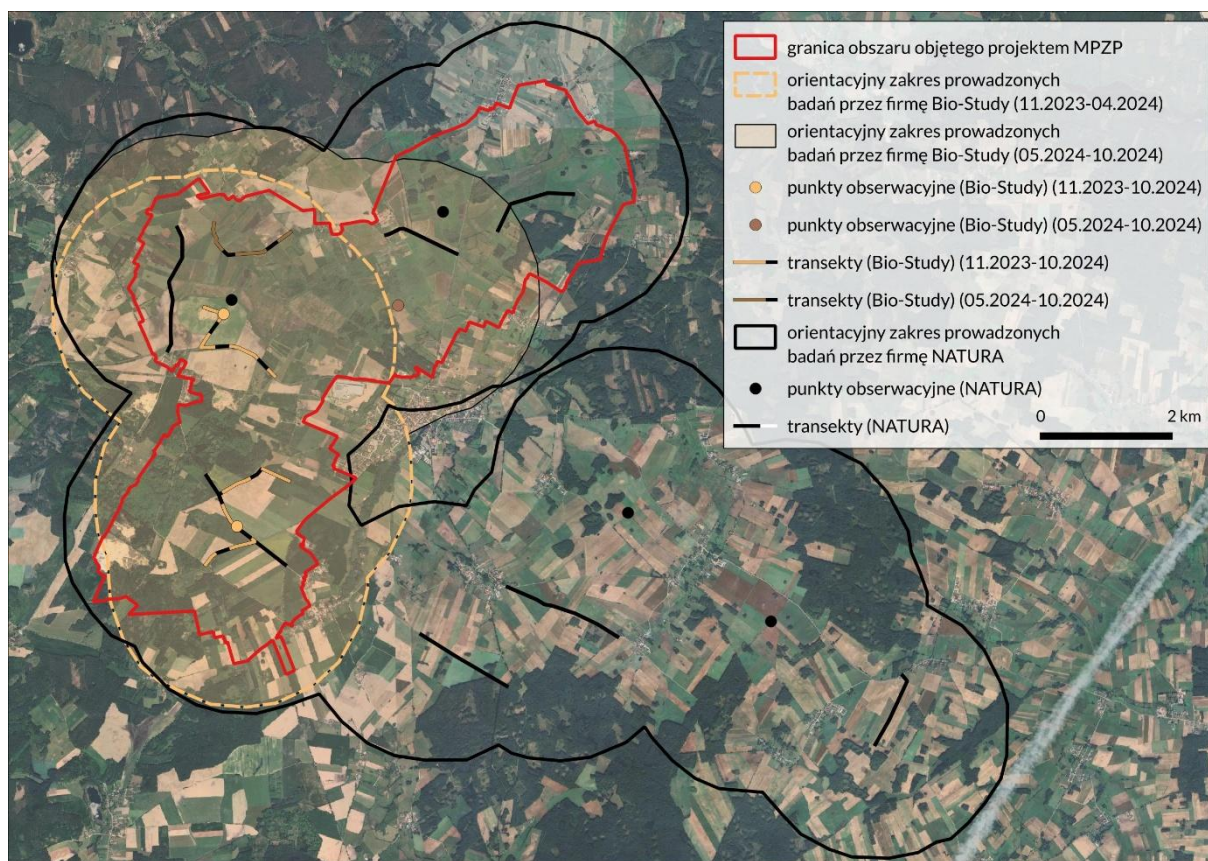 granica obszaru objętego projektem MPZP
orientacyjny zakres prowadzonych
badań przez firmę Bio-Study (11.2023-04.2024)
orientacyjny zakres prowadzonych
badań przez firmę Bio-Study (05.2024-10.2024)
punkty obserwacyjne (Bio-Study) (11.2023-10.2024)
punkty obserwacyjne (Bio-Study) (05.2024-10.2024)
transekty (Bio-Study) (11.2023-10.2024)
transekty (Bio-Study) (05.2024-10.2024)
orientacyjny zakres prowadzonych
badań przez firmę NATURA
punkty obserwacyjne (NATURA)
transekty (NATURA)
0 2 km